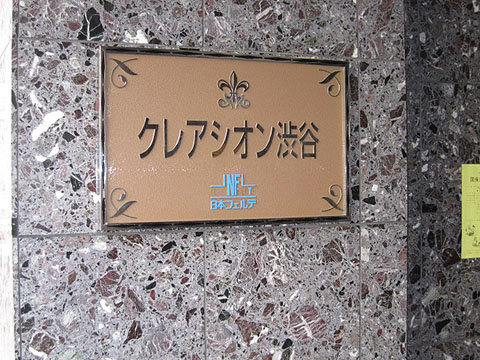 クレアシオン渋谷
NF
日本フェルテ